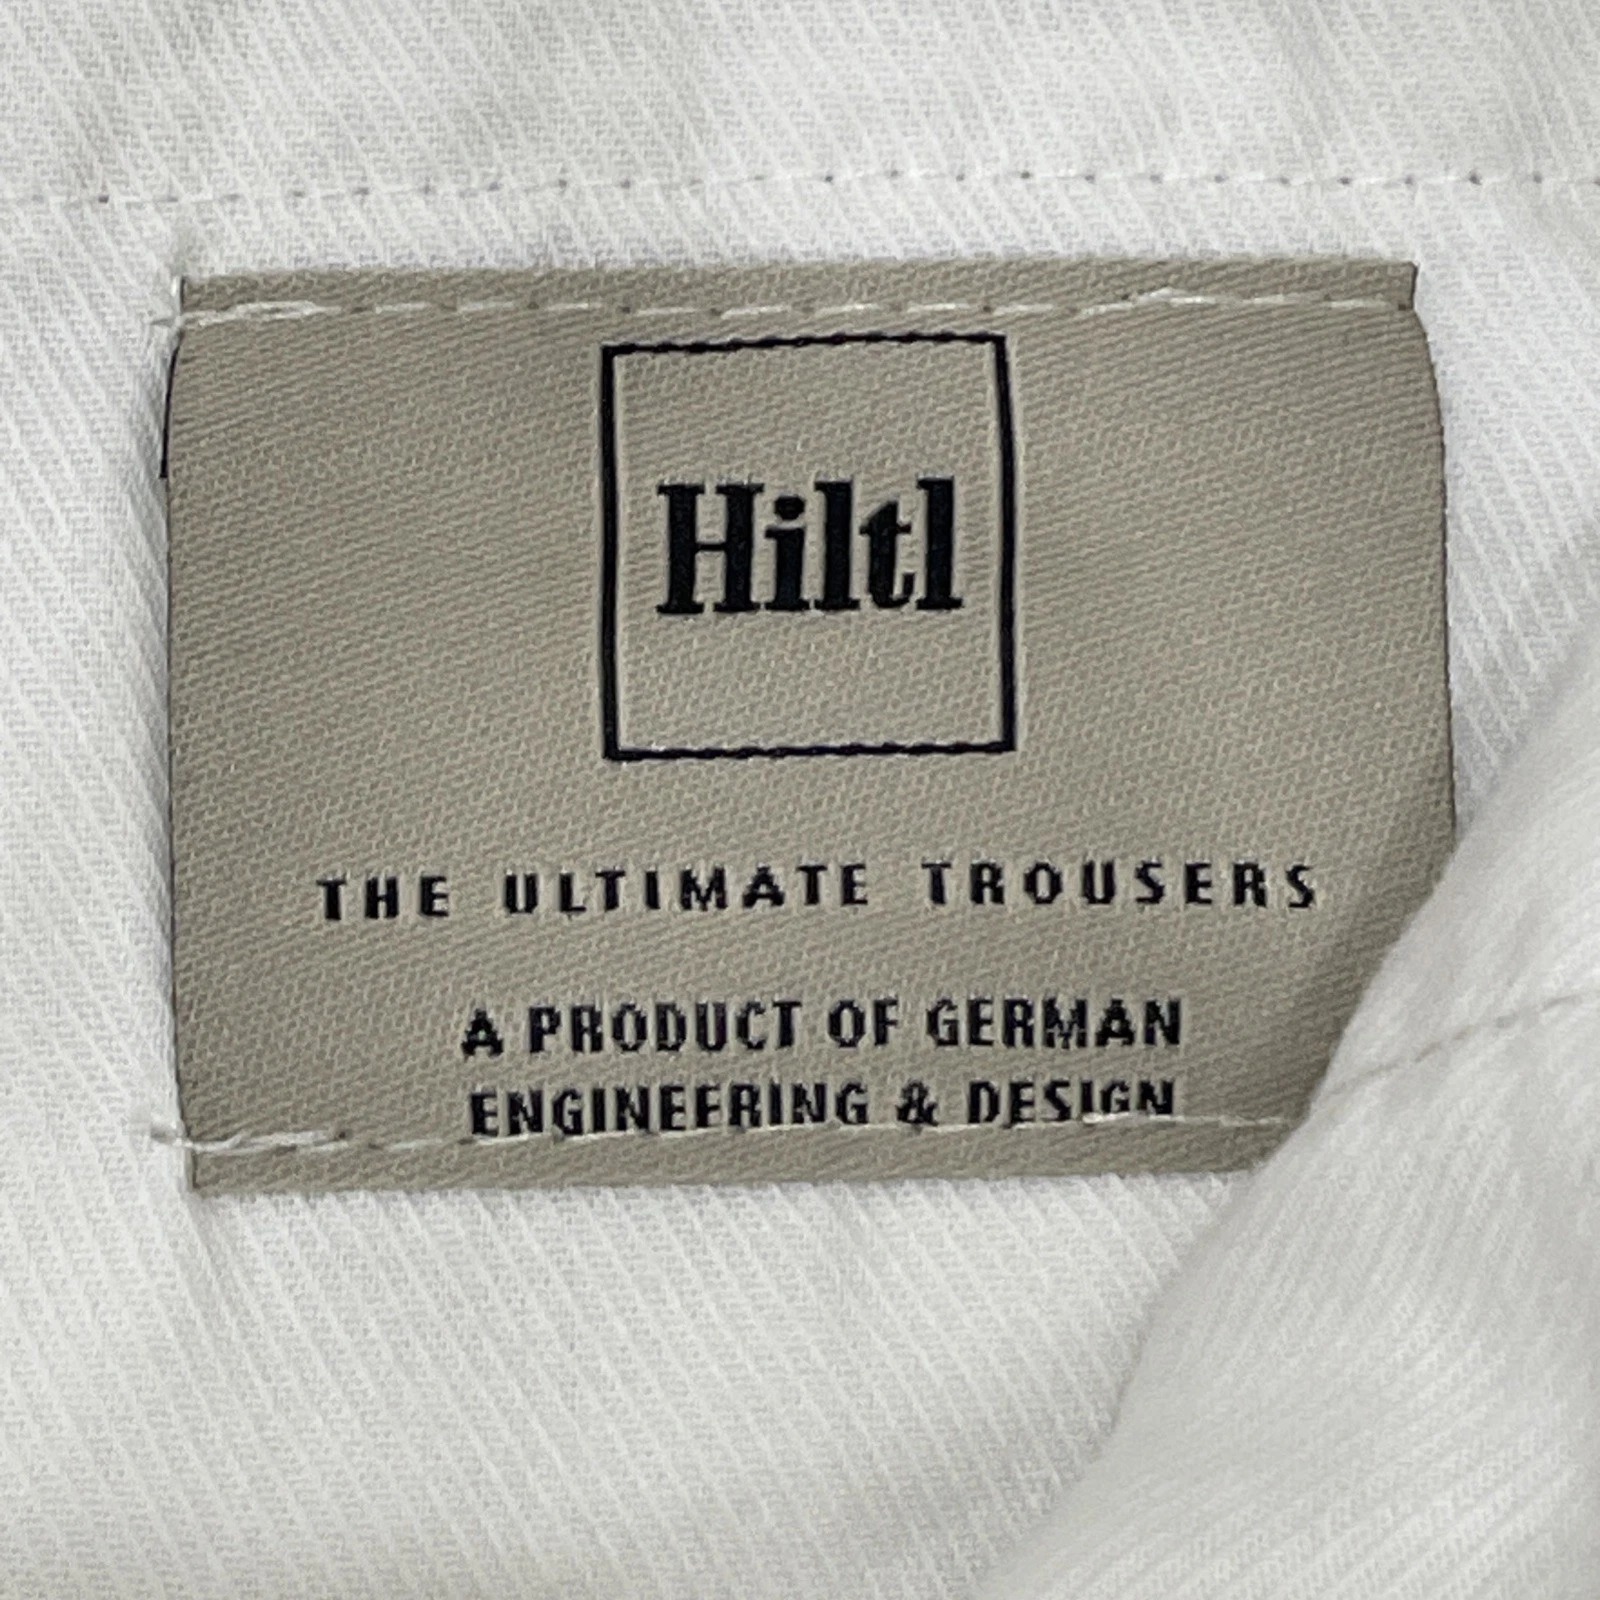 Hiltl
THE ULTIMATE TROUSERS
A PRODUCT OF GERMAN
ENGINEERING & DESIGN